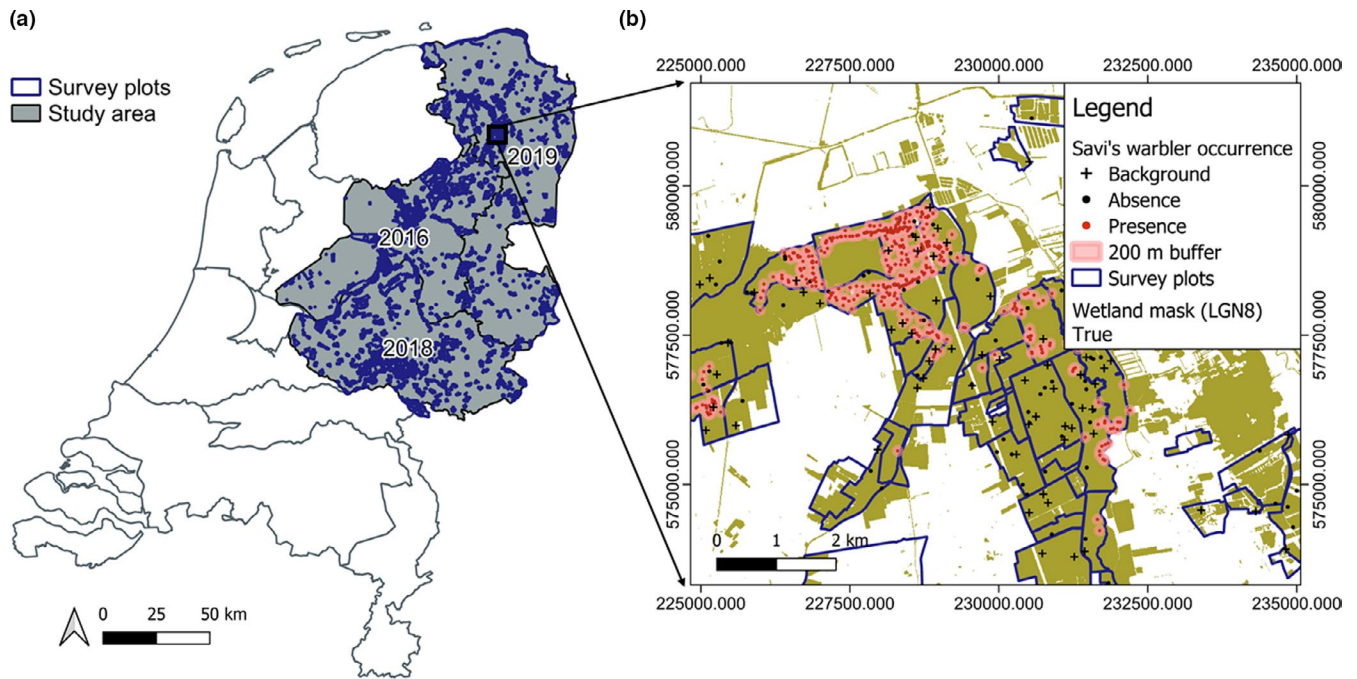 (a)
Survey plots
Study area
2019
2016
2018
0 25 50 km
(b)
225000.000 227500.000 230000.000 232500.000 235000.000
580000.000
577500.000
575000.000
Legend
Savi's warbler occurrence
Background
Absence
Presence
200 m buffer
Survey plots
Wetland mask (LGN8)
True
580000.000
577500.000
575000.000
0 1 2 km
225000.000 227500.000 230000.000 232500.000 235000.000